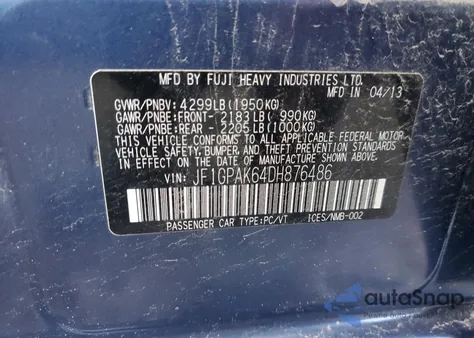 MFD BY FUJI HEAVY INDUSTRIES LTD.
MFD IN 04/13
GVWR/PNBV: 4299LB(1950KG)
GAWR/PNBE:FRONT- 2183LB( 990KG)
GAWR/PNBE:REAR - 2205LB(1000KG)
THIS VEHICLE CONFORMS TO ALL APPLICABLE
FEDERAL MOTOR VEHICLE
SAFETY, BUMPER, AND THEFT PREVENTION
STANDARDS IN EFFECT ON THE DATE OF
MANUFACTURE SHOWN ABOVE.
VIN: JF1GPAK64DH876486
PASSENGER CAR TYPE:PC/VT ICES/NMB-002
autoSnap